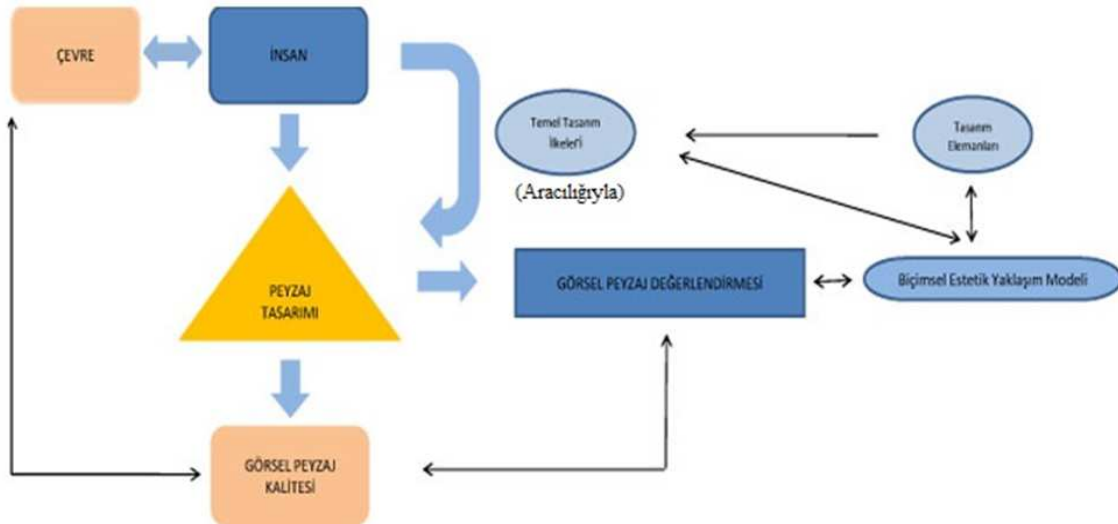 ÇEVRE
İNSAN
Temel Tasarım
İlkeleri
(Aracılığryla)
Tasarım
Elemanları
PEYZAJ
TASARIMI
GÖRSEL PEYZAJ DEĞERLENDİRMESİ
Biçimsel Estetik Yaklaşım Modeli
GÖRSEL PEYZAJ
KALİTESİ